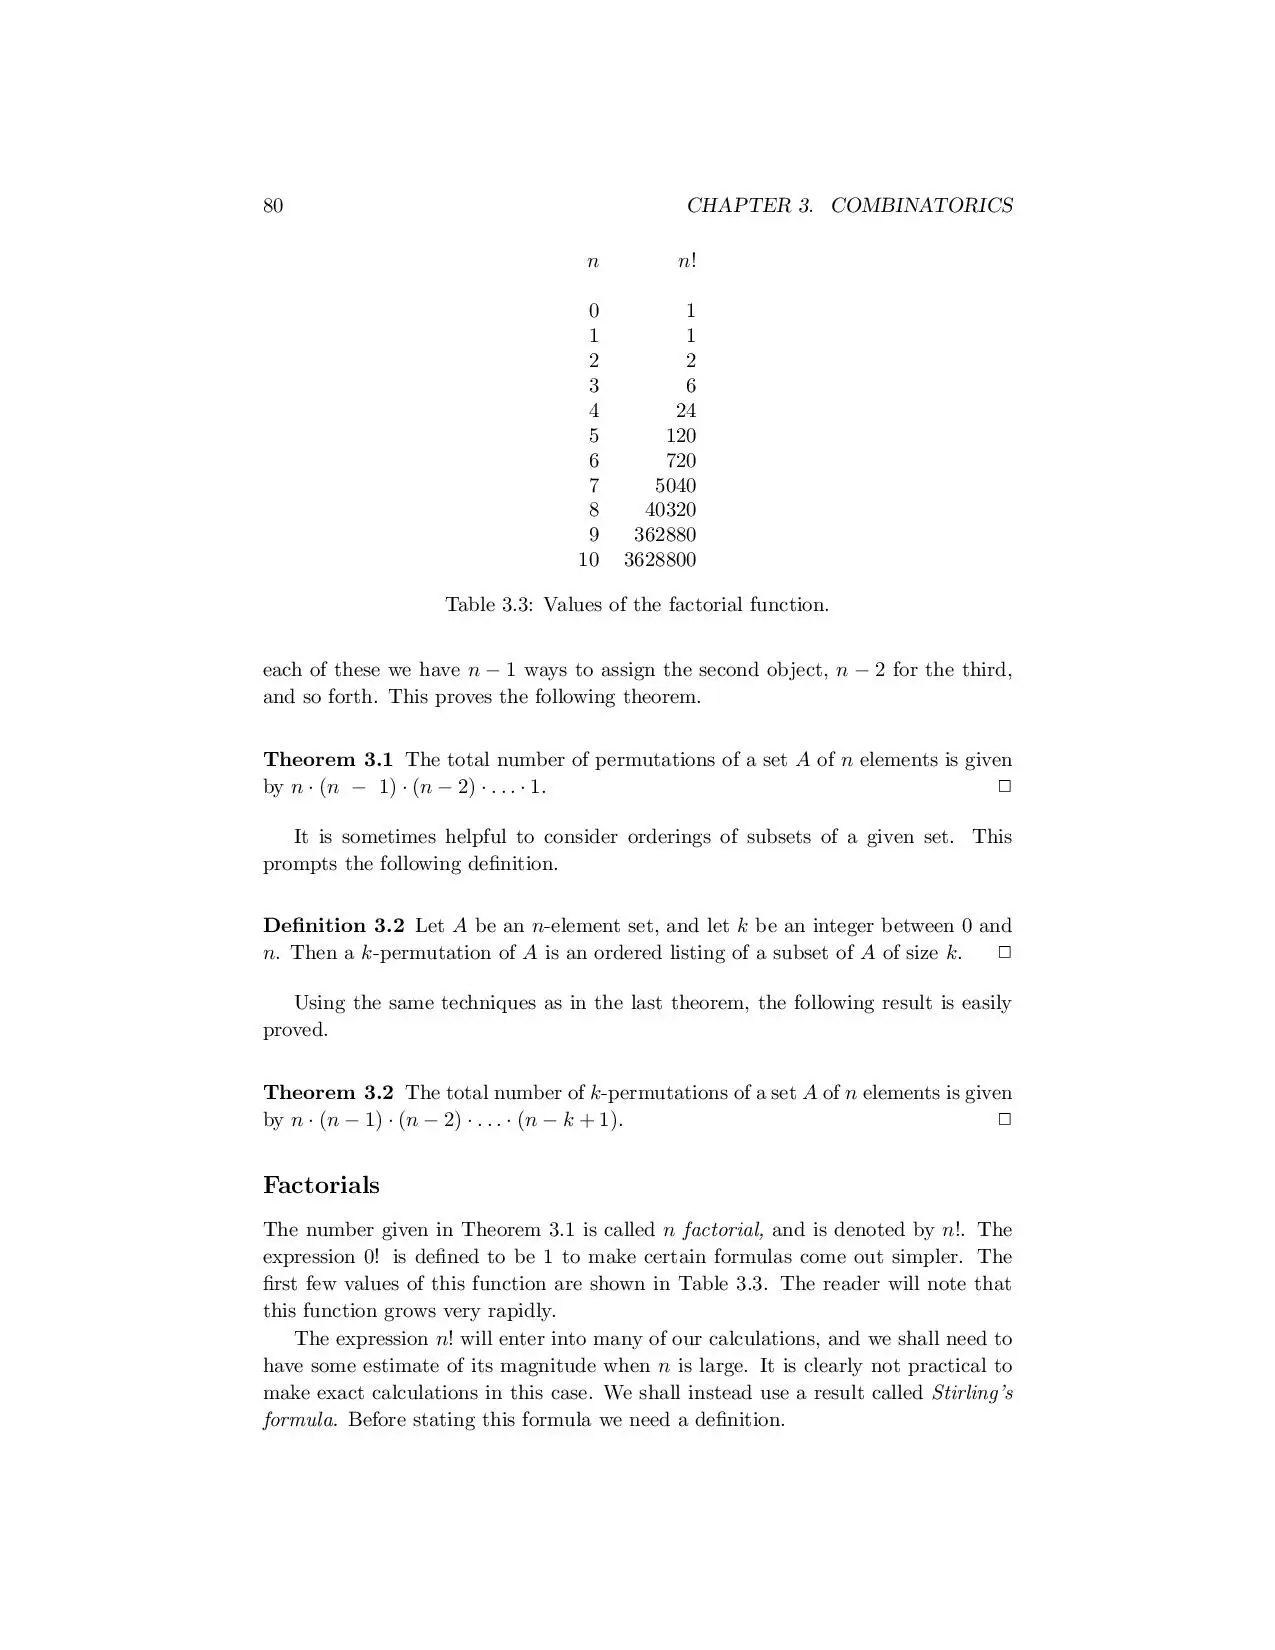 80 CHAPTER 3. COMBINATORICS
n n!
0 1
1 1
2 2
3 6
4 24
5 120
6 720
7 5040
8 40320
9 362880
10 3628800
Table 3.3: Values of the factorial function.
each of these we have n − 1 ways to assign the second object, n − 2 for the third,
and so forth. This proves the following theorem.
Theorem 3.1 The total number of permutations of a set A of n elements is given
by n · (n − 1) · (n − 2) · . . . · 1. □
It is sometimes helpful to consider orderings of subsets of a given set. This
prompts the following definition.
Definition 3.2 Let A be an n-element set, and let k be an integer between 0 and
n. Then a k-permutation of A is an ordered listing of a subset of A of size k. □
Using the same techniques as in the last theorem, the following result is easily
proved.
Theorem 3.2 The total number of k-permutations of a set A of n elements is given
by n · (n − 1) · (n − 2) · . . . · (n − k + 1). □
Factorials
The number given in Theorem 3.1 is called n factorial, and is denoted by n!. The
expression 0! is defined to be 1 to make certain formulas come out simpler. The
first few values of this function are shown in Table 3.3. The reader will note that
this function grows very rapidly.
The expression n! will enter into many of our calculations, and we shall need to
have some estimate of its magnitude when n is large. It is clearly not practical to
make exact calculations in this case. We shall instead use a result called Stirling's
formula. Before stating this formula we need a definition.